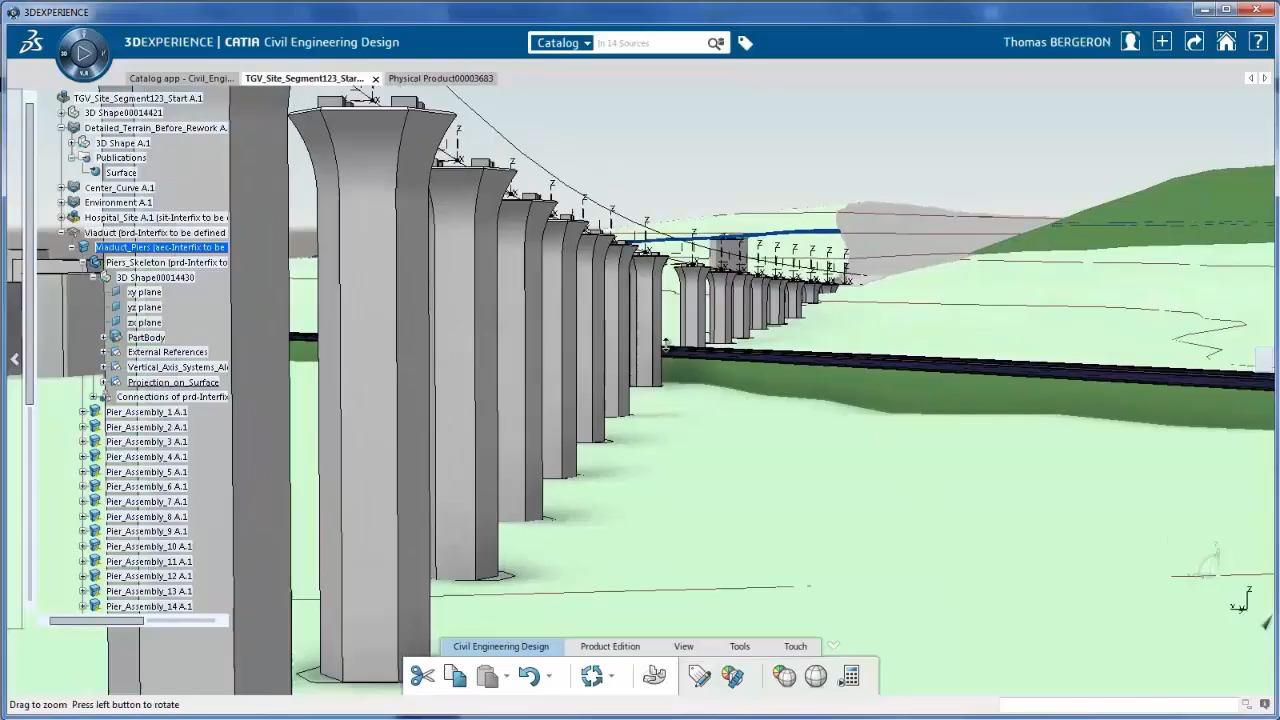 3DEXPERIENCE
3DEXPERIENCE | CATIA Civil Engineering Design
Catalog
In 14 Sources
Thomas BERGERON
Catalog app - Civil_Engi...
TGV_Site_Segment123_Star...
Physical Product00003683
TGV_Site_Segment123_Start A.1
3D Shape00014421
Detailed_Terrain_Before_Rework A.
3D Shape A.1
Publications
Surface
Center_Curve A.1
Environment A.1
Hospital_Site A.1 (sit-Interfix to be
Viaduct (prd-Interfix to be defined
Viaduct_Piers (aec-Interfix to be
Piers_Skeleton (prd-Interfix to
3D Shape00014430
xy plane
yz plane
zx plane
PartBody
External References
Vertical_Axis_Systems_Al
Projection_on_Surface
Connections of prd-Interfix
Pier_Assembly_1 A.1
Pier_Assembly_2 A.1
Pier_Assembly_3 A.1
Pier_Assembly_4 A.1
Pier_Assembly_5 A.1
Pier_Assembly_6 A.1
Pier_Assembly_7 A.1
Pier_Assembly_8 A.1
Pier_Assembly_9 A.1
Pier_Assembly_10 A.1
Pier_Assembly_11 A.1
Pier_Assembly_12 A.1
Pier_Assembly_13 A.1
Pier_Assembly_14 A.1
Civil Engineering Design
Product Edition
View
Tools
Touch
Drag to zoom Press left button to rotate